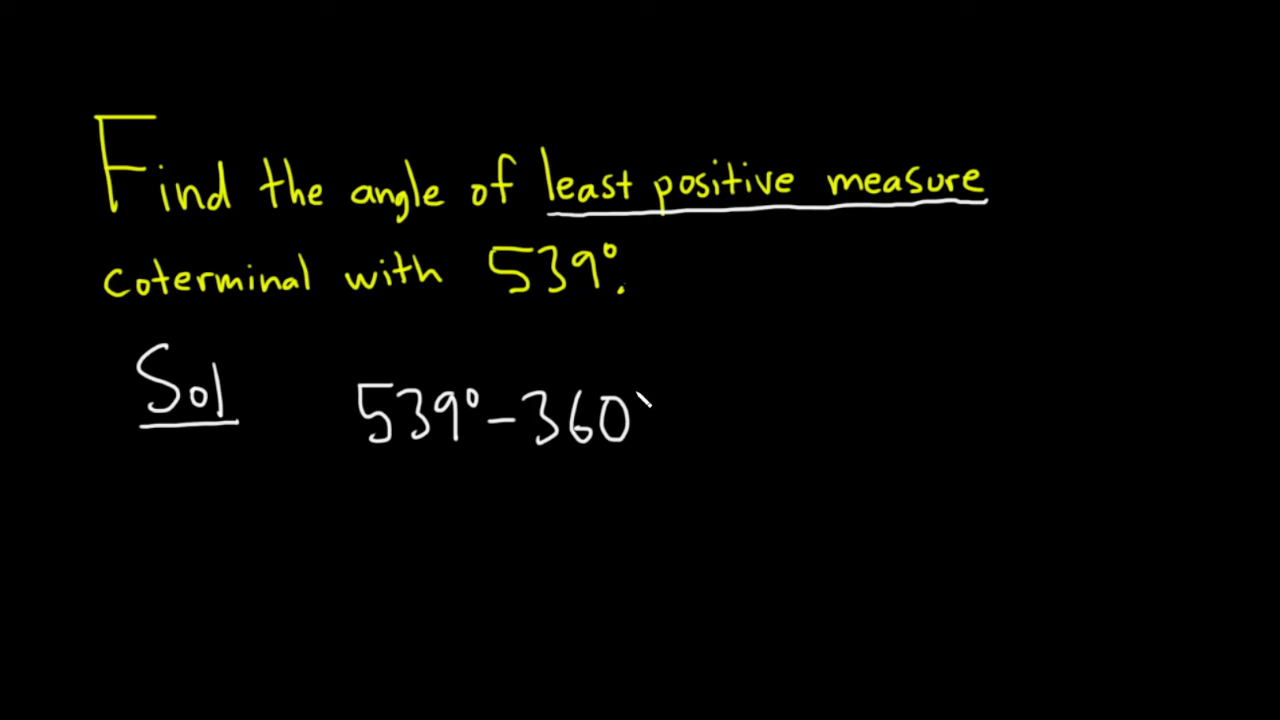 Find the angle of least positive measure
coterminal with 539°.
Sol 539° - 360